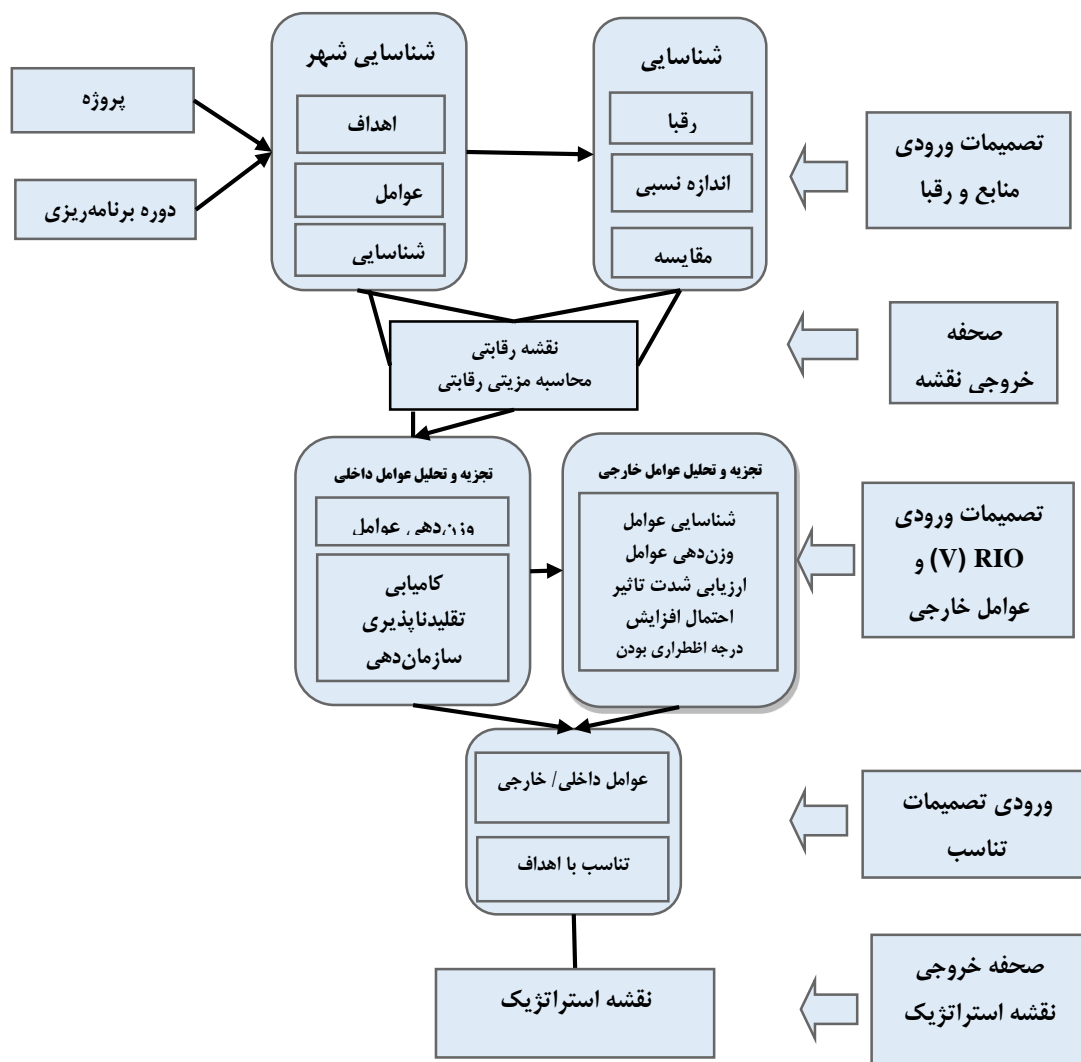 شناسایی شهر
اهداف
عوامل
شناسایی
شناسایی
رقبا
اندازه نسبی
مقایسه
پروژه
دوره برنامه‌ریزی
تصمیمات ورودی
منابع و رقبا
نقشه رقابتی
محاسبه مزیتی رقابتی
صحفه
خروجی نقشه
تجزیه و تحلیل عوامل داخلی
وزن‌دهی عوامل
کامیابی
تقلیدناپذیری
سازمان‌دهی
تجزیه و تحلیل عوامل خارجی
شناسایی عوامل
وزن‌دهی عوامل
ارزیابی شدت تاثیر
احتمال افزایش
درجه اظطراری بودن
تصمیمات ورودی
(V) RIO و
عوامل خارجی
عوامل داخلی/ خارجی
تناسب با اهداف
ورودی تصمیمات
تناسب
نقشه استراتژیک
صحفه خروجی
نقشه استراتژیک